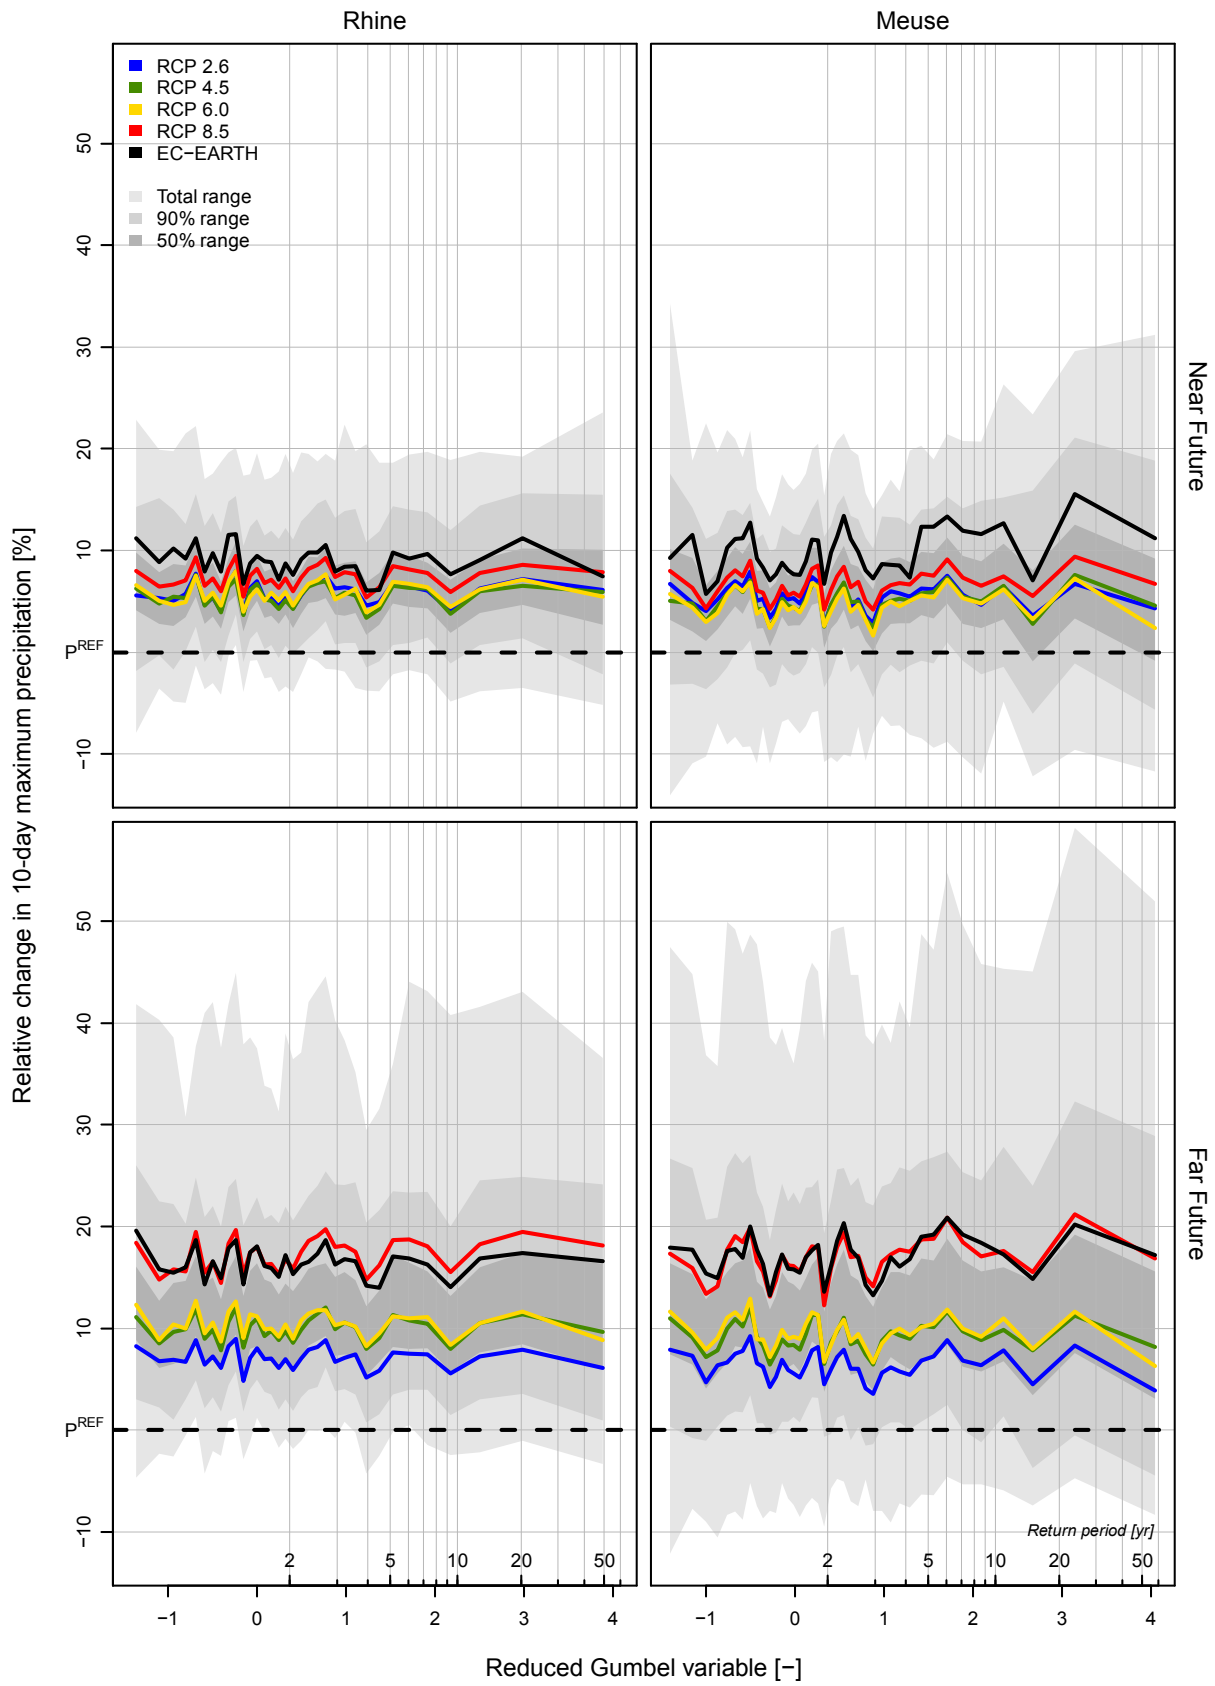 Rhine
Meuse
RCP 2.6
RCP 4.5
RCP 6.0
RCP 8.5
EC−EARTH
Total range
90% range
50% range
50
40
30
20
10
P^REF
−10
Near Future
Relative change in 10-day maximum precipitation [%]
50
40
30
20
10
P^REF
−10
Far Future
Return period [yr]
2 5 10 20 50
2 5 10 20 50
−1 0 1 2 3 4
−1 0 1 2 3 4
Reduced Gumbel variable [−]